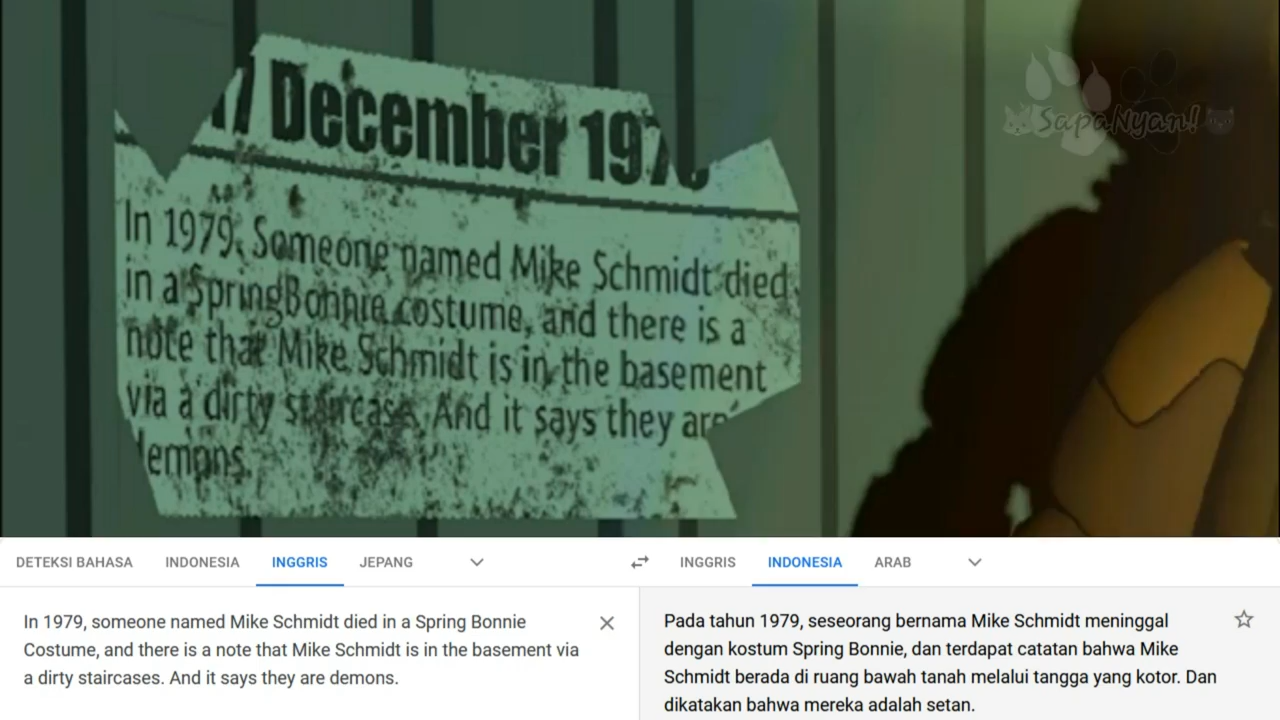 17 December 197
SapaNyan!
In 1979, Someone named Mike Schmidt died
in a SpringBonnie costume, and there is a
note that Mike Schmidt is in the basement
via a dirty staircase. And it says they are
demons.
DETEKSI BAHASA INDONESIA INGGRIS JEPANG INGGRIS INDONESIA ARAB
In 1979, someone named Mike Schmidt died in a Spring Bonnie
Costume, and there is a note that Mike Schmidt is in the basement via
a dirty staircases. And it says they are demons.
Pada tahun 1979, seseorang bernama Mike Schmidt meninggal
dengan kostum Spring Bonnie, dan terdapat catatan bahwa Mike
Schmidt berada di ruang bawah tanah melalui tangga yang kotor. Dan
dikatakan bahwa mereka adalah setan.